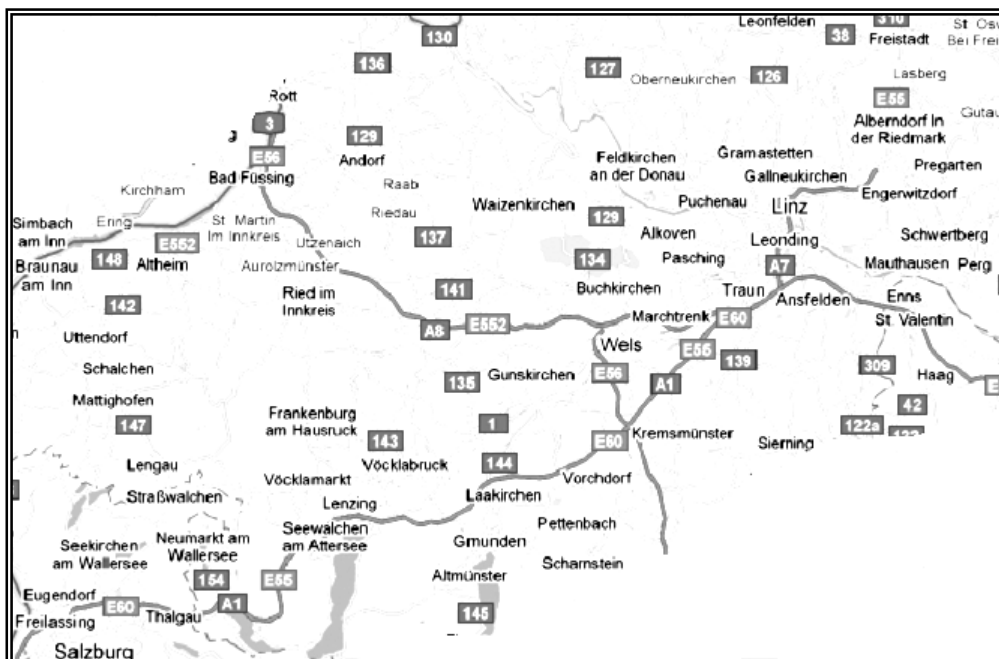 Leonfelden
310
St Osw
130
38
Freistadt
Bei Frei
136
127
Oberneukirchen
126
Lasberg
Rott
E55
Gutau
3
129
Alberndorf In
der Riedmark
E56
Andorf
Feldkirchen
an der Donau
Gramastetten
Gallneukirchen
Pregarten
Bad Füssing
Kirchham
Raab
Engerwitzdorf
Simbach
am Inn
Ering
St Martin
Im Innkreis
Riedau
Waizenkirchen
129
Puchenau
Linz
E552
Utzenaich
137
Alkoven
Leonding
Schwertberg
Braunau
am Inn
148
Altheim
Aurolzmünster
134
Pasching
A7
Mauthausen
Perg
142
Ried im
Innkreis
141
Buchkirchen
Traun
Ansfelden
Enns
Uttendorf
A8
E552
Marchtrenk
E60
St Valentin
Schalchen
Wels
E55
139
309
Mattighofen
135
Gunskirchen
E56
A1
Haag
147
Frankenburg
am Hausruck
1
42
143
E60
Kremsmünster
Sierning
122a
Lengau
Vöcklabruck
144
Straßwalchen
Vöcklamarkt
Vorchdorf
Lenzing
Laakirchen
Seekirchen
am Wallersee
Neumarkt am
Wallersee
Seewalchen
am Attersee
Gmunden
Pettenbach
154
E55
Altmünster
Scharnstein
Eugendorf
E60
A1
Thalgau
145
Freilassing
Salzburg